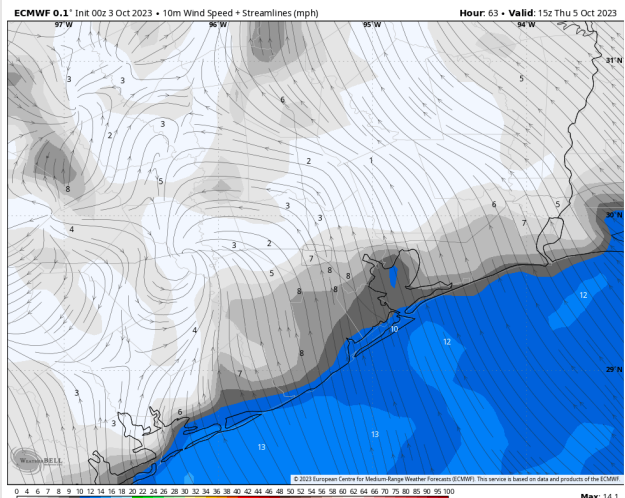 ECMWF 0.1° Init 00z 3 Oct 2023 • 10m Wind Speed + Streamlines (mph)
Hour: 63 • Valid: 15z Thu 5 Oct 2023
97°W 96°W 95°W 94°W
31°N
3 3 5
6
3
2
2 1
5
8
3 6 5
3 7
4
30°N
3 2
7
5 8 8
8 8
12
4 10
12
8
29°N
7
3
6
3
13
13
WeatherBELL
© 2023 European Centre for Medium-Range Weather Forecasts (ECMWF). This service is based on data and products of the ECMWF.
0 4 5 6 7 8 9 10 12 14 16 18 20 22 24 26 28 30 32 34 36 38 40 42 44 46 48 50 52 54 56 58 60 65 70 75 80 85 90 95 100
Max: 14.1